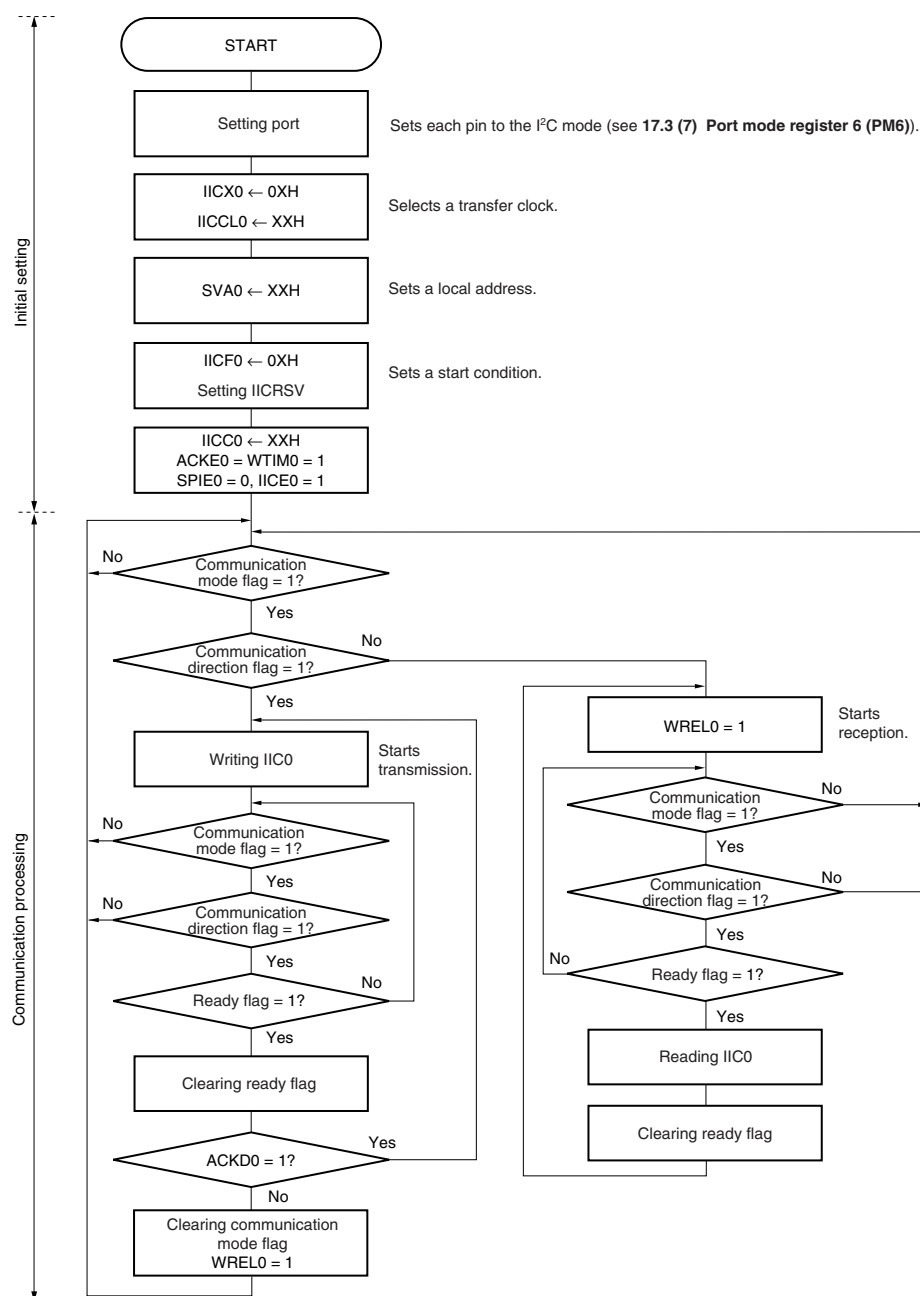 START
Setting port
Sets each pin to the I²C mode (see 17.3 (7) Port mode register 6 (PM6)).
IICX0 ← 0XH
IICCL0 ← XXH
Selects a transfer clock.
SVA0 ← XXH
Sets a local address.
IICF0 ← 0XH
Setting IICRSV
Sets a start condition.
IICC0 ← XXH
ACKE0 = WTIM0 = 1
SPIE0 = 0, IICE0 = 1
Initial setting
No
Communication
mode flag = 1?
Yes
Communication
direction flag = 1?
No
Yes
Writing IIC0
Starts
transmission.
No
Communication
mode flag = 1?
Yes
No
Communication
direction flag = 1?
Yes
Ready flag = 1?
No
Yes
Clearing ready flag
ACKD0 = 1?
Yes
No
Clearing communication
mode flag
WREL0 = 1
WREL0 = 1
Starts
reception.
Communication
mode flag = 1?
No
Yes
Communication
direction flag = 1?
No
Yes
No
Ready flag = 1?
Yes
Reading IIC0
Clearing ready flag
Communication processing